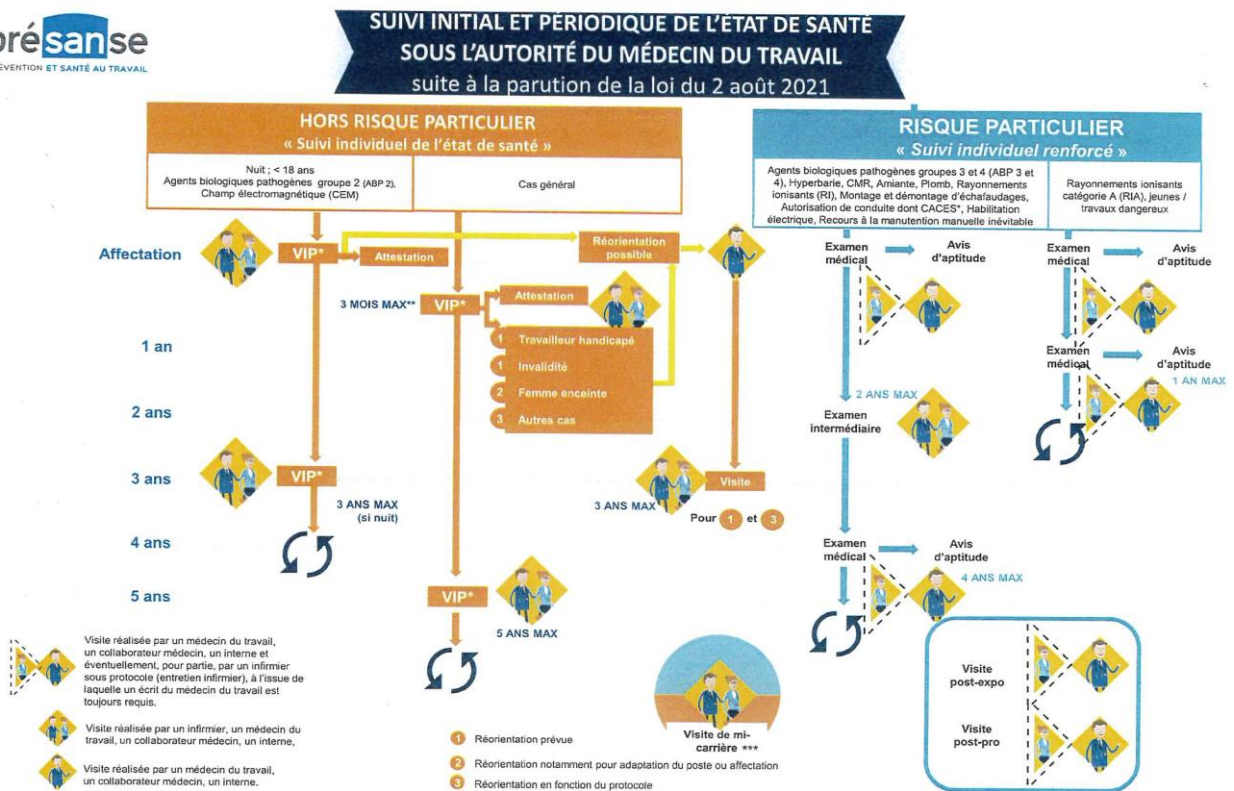 présanse
PRÉVENTION ET SANTÉ AU TRAVAIL
SUIVI INITIAL ET PÉRIODIQUE DE L'ÉTAT DE SANTÉ
SOUS L'AUTORITÉ DU MÉDECIN DU TRAVAIL
suite à la parution de la loi du 2 août 2021
HORS RISQUE PARTICULIER
« Suivi individuel de l'état de santé »
Nuit ; < 18 ans
Agents biologiques pathogènes groupe 2 (ABP 2),
Champ électromagnétique (CEM)
Cas général
RISQUE PARTICULIER
« Suivi individuel renforcé »
Agents biologiques pathogènes groupes 3 et 4 (ABP 3 et
4), Hyperbarie, CMR, Amiante, Plomb, Rayonnements
ionisants (RI), Montage et démontage d'échafaudages,
Autorisation de conduite dont CACES*, Habilitation
électrique, Recours à la manutention manuelle inévitable
Rayonnements ionisants
catégorie A (RIA), jeunes /
travaux dangereux
Affectation
VIP*
Attestation
Réorientation
possible
Examen
médical
Avis
d'aptitude
Examen
médical
Avis
d'aptitude
3 MOIS MAX**
VIP*
Attestation
1 Travailleur handicapé
1 Invalidité
2 Femme enceinte
3 Autres cas
1 an
Examen
médical
Avis
d'aptitude
1 AN MAX
2 ans
2 ANS MAX
Examen
intermédiaire
3 ans
VIP*
3 ANS MAX
(si nuit)
3 ANS MAX
Visite
Pour 1 et 3
4 ans
Examen
médical
Avis
d'aptitude
4 ANS MAX
5 ans
VIP*
5 ANS MAX
Visite réalisée par un médecin du travail,
un collaborateur médecin, un interne et
éventuellement, pour partie, par un infirmier
sous protocole (entretien infirmier), à l'issue de
laquelle un écrit du médecin du travail est
toujours requis.
Visite réalisée par un infirmier, un médecin du
travail, un collaborateur médecin, un interne,
Visite réalisée par un médecin du travail,
un collaborateur médecin, un interne.
1 Réorientation prévue
2 Réorientation notamment pour adaptation du poste ou affectation
3 Réorientation en fonction du protocole
Visite de mi-
carrière ***
Visite
post-expo
Visite
post-pro